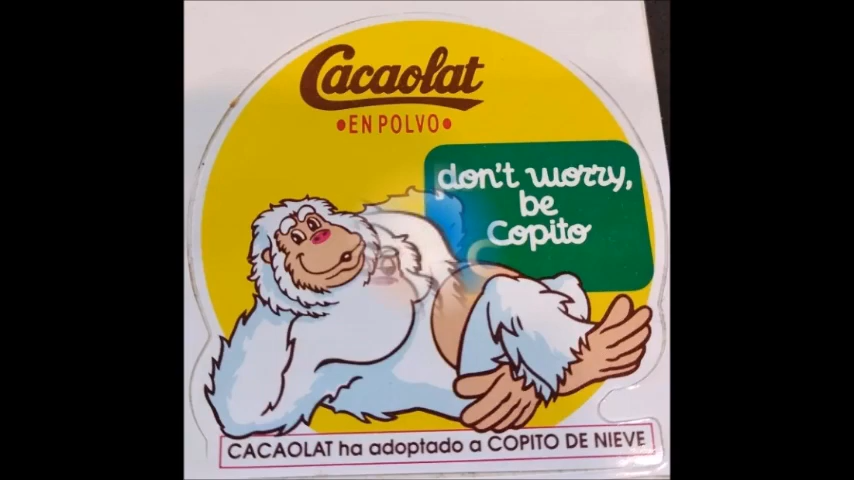 Cacaolat
•EN POLVO•
don't worry,
be
Copito
CACAOLAT ha adoptado a COPITO DE NIEVE